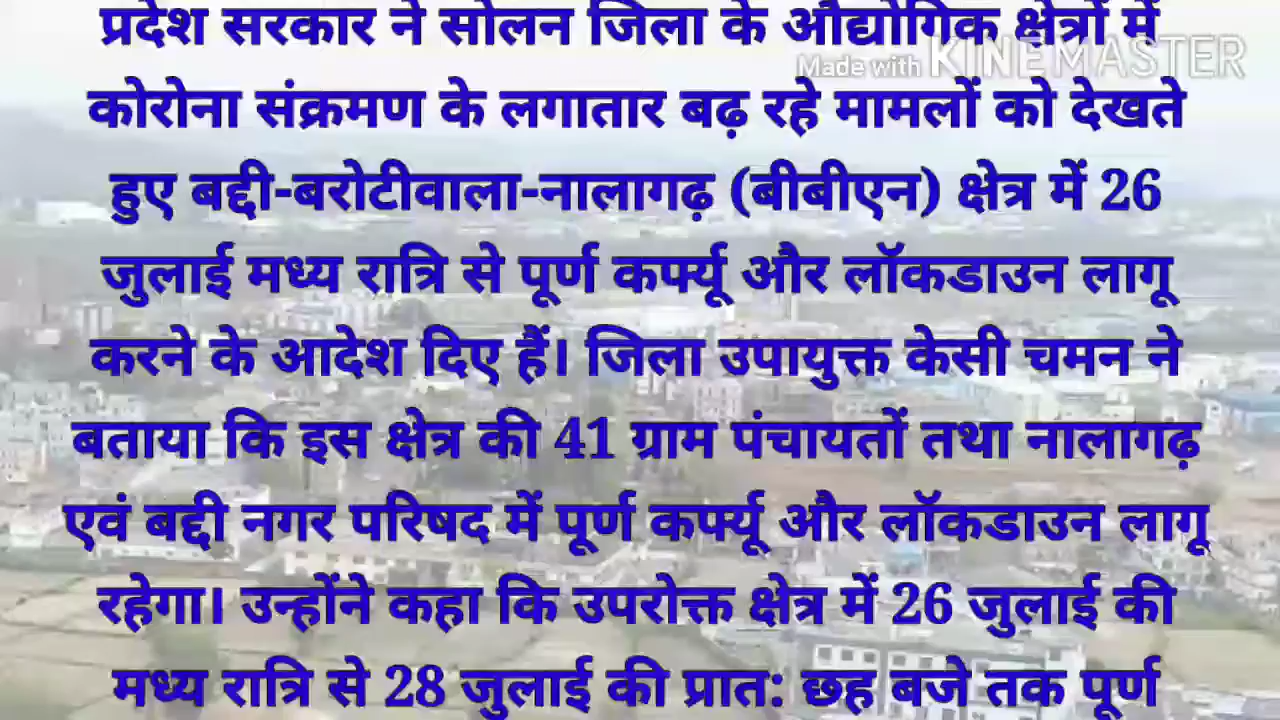 प्रदेश सरकार ने सोलन जिला के औद्योगिक क्षेत्रों में
Made with KINEMASTER
कोरोना संक्रमण के लगातार बढ़ रहे मामलों को देखते
हुए बद्दी-बरोटीवाला-नालागढ़ (बीबीएन) क्षेत्र में 26
जुलाई मध्य रात्रि से पूर्ण कर्फ्यू और लॉकडाउन लागू
करने के आदेश दिए हैं। जिला उपायुक्त केसी चमन ने
बताया कि इस क्षेत्र की 41 ग्राम पंचायतों तथा नालागढ़
एवं बद्दी नगर परिषद में पूर्ण कर्फ्यू और लॉकडाउन लागू
रहेगा। उन्होंने कहा कि उपरोक्त क्षेत्र में 26 जुलाई की
मध्य रात्रि से 28 जुलाई की प्रात: छह बजे तक पूर्ण